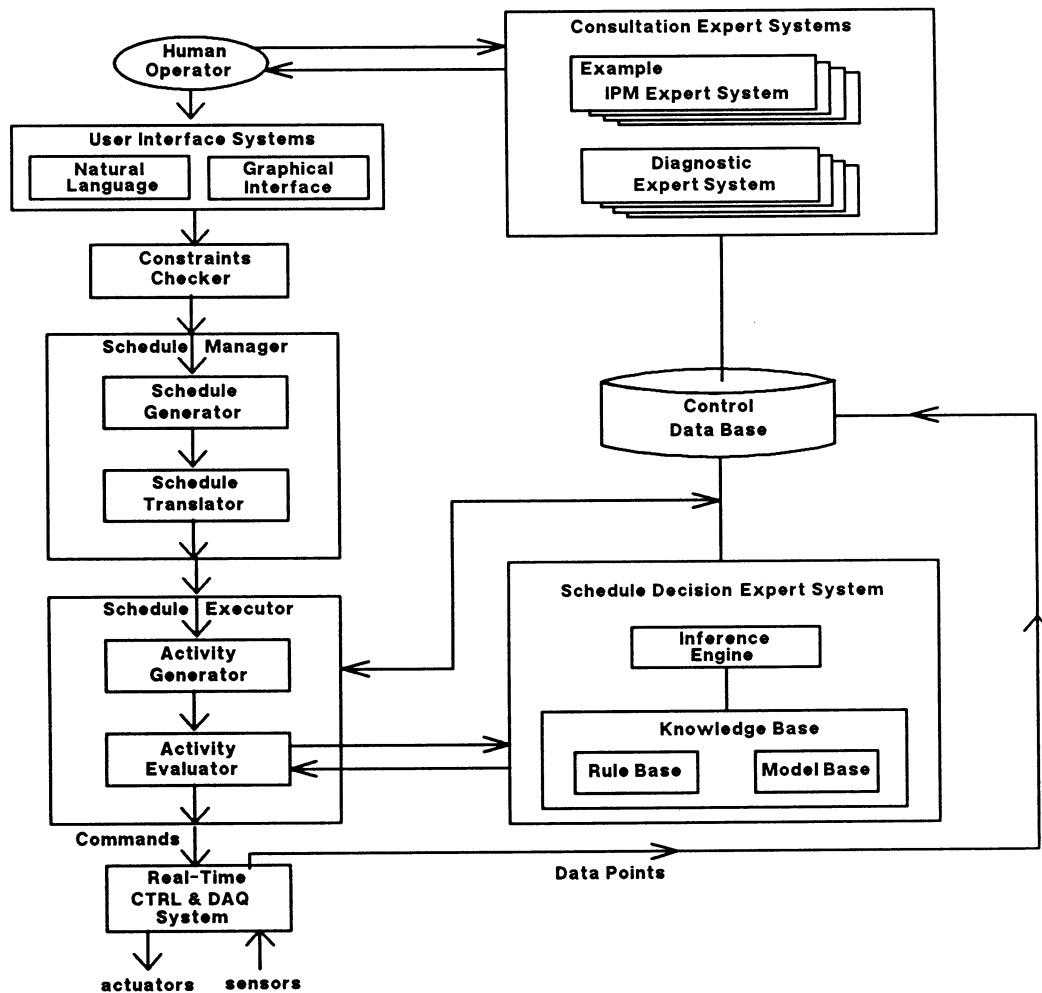 Human
Operator
Consultation Expert Systems
Example
IPM Expert System
Diagnostic
Expert System
User Interface Systems
Natural
Language
Graphical
Interface
Constraints
Checker
Schedule Manager
Schedule
Generator
Schedule
Translator
Control
Data Base
Schedule Executor
Activity
Generator
Activity
Evaluator
Schedule Decision Expert System
Inference
Engine
Knowledge Base
Rule Base
Model Base
Commands
Real-Time
CTRL & DAQ
System
Data Points
actuators
sensors